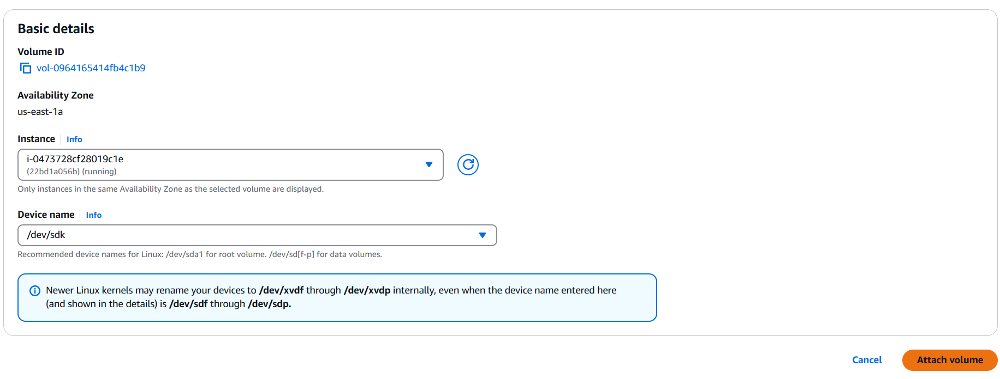 Basic details
Volume ID
vol-0964165414fb4c1b9
Availability Zone
us-east-1a
Instance Info
i-0473728cf28019c1e
(22bd1a056b) (running)
Only instances in the same Availability Zone as the selected volume are displayed.
Device name Info
/dev/sdk
Recommended device names for Linux: /dev/sda1 for root volume. /dev/sd[f-p] for data volumes.
Newer Linux kernels may rename your devices to /dev/xvdf through /dev/xvdp internally, even when the device name entered here
(and shown in the details) is /dev/sdf through /dev/sdp.
Cancel Attach volume